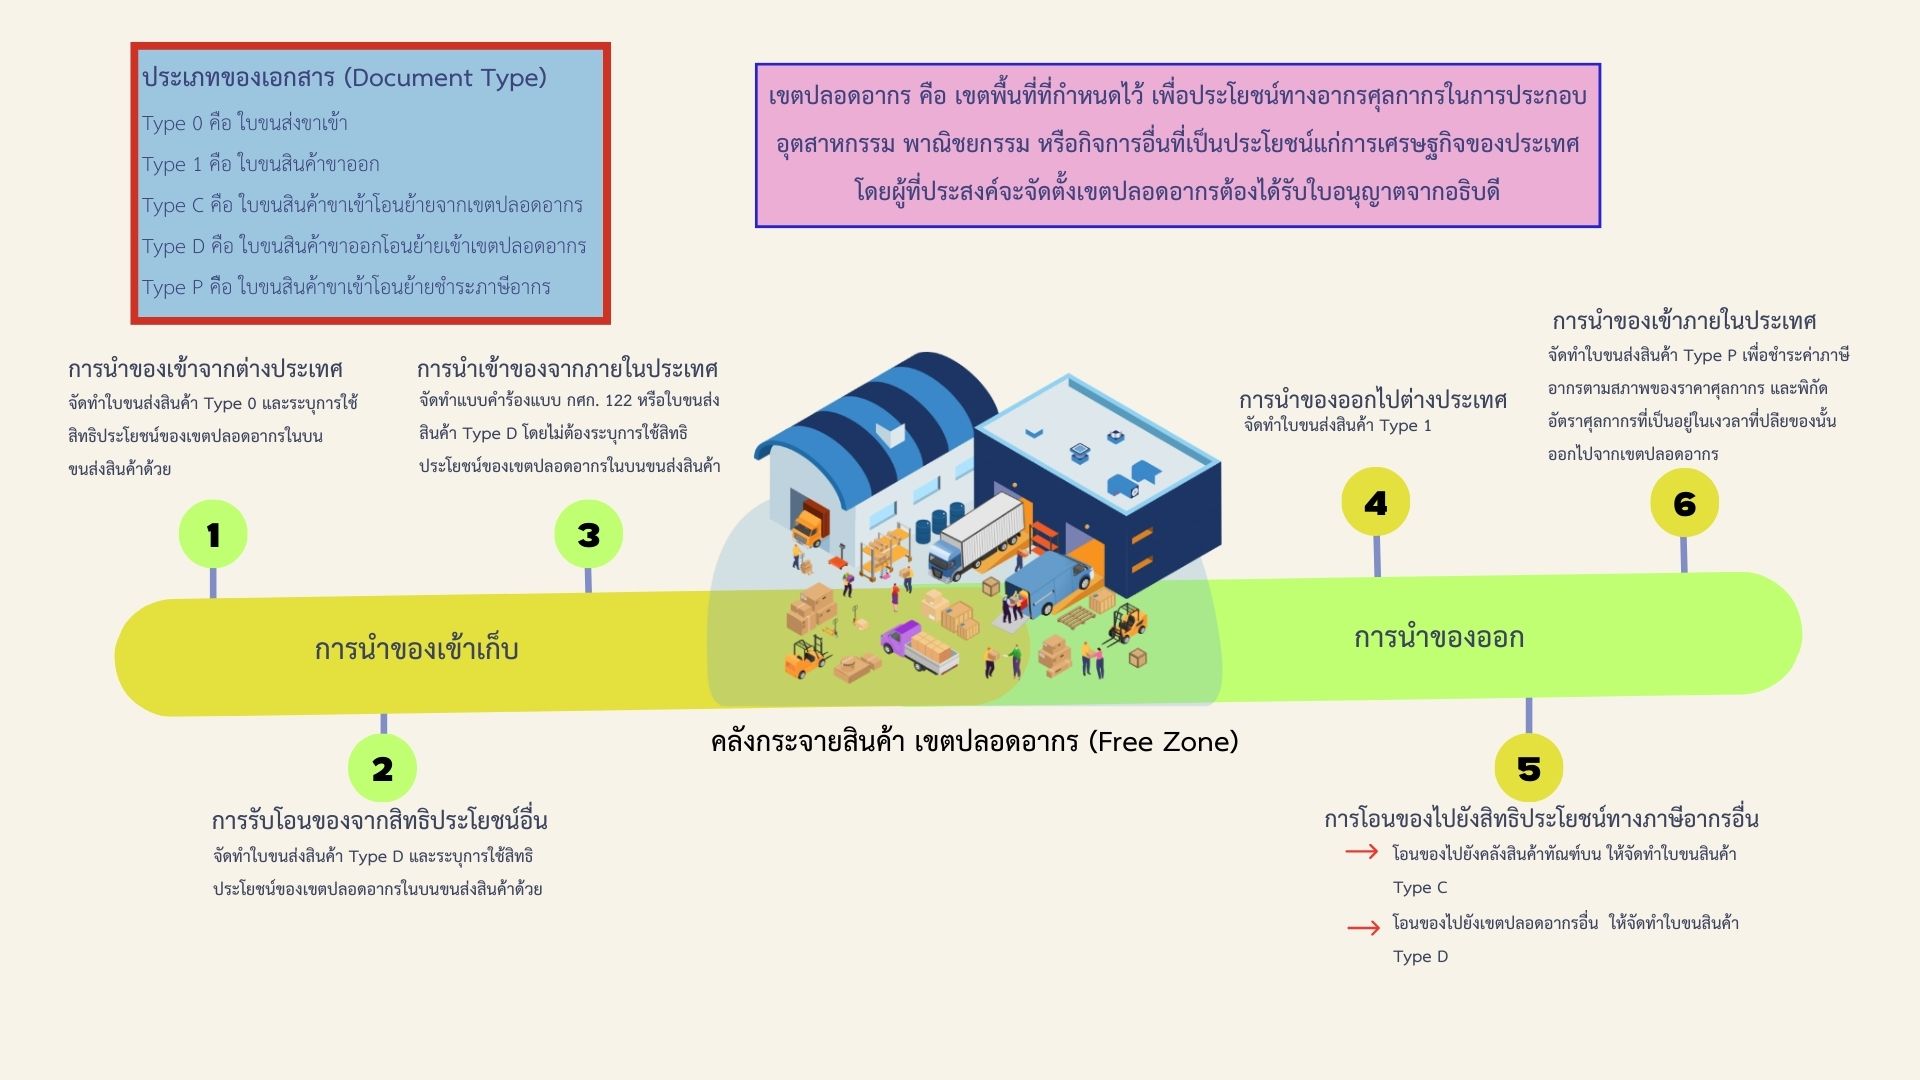 ประเภทของเอกสาร (Document Type)
Type 0 คือ ใบขนส่งขาเข้า
Type 1 คือ ใบขนสินค้าขาออก
Type C คือ ใบขนสินค้าขาเข้าโอนย้ายจากเขตปลอดอากร
Type D คือ ใบขนสินค้าขาออกโอนย้ายเข้าเขตปลอดอากร
Type P คือ ใบขนสินค้าขาเข้าโอนย้ายชำระภาษีอากร
เขตปลอดอากร คือ เขตพื้นที่ที่กำหนดไว้ เพื่อประโยชน์ทางอากรศุลกากรในการประกอบ
อุตสาหกรรม พาณิชยกรรม หรือกิจการอื่นที่เป็นประโยชน์แก่การเศรษฐกิจของประเทศ
โดยผู้ที่ประสงค์จะจัดตั้งเขตปลอดอากรต้องได้รับใบอนุญาตจากอธิบดี
การนำของเข้าจากต่างประเทศ
จัดทำใบขนส่งสินค้า Type 0 และระบุการใช้
สิทธิประโยชน์ของเขตปลอดอากรในบน
ขนส่งสินค้าด้วย
1
การนำเข้าของจากภายในประเทศ
จัดทำแบบคำร้องแบบ กศก. 122 หรือใบขนส่ง
สินค้า Type D โดยไม่ต้องระบุการใช้สิทธิ
ประโยชน์ของเขตปลอดอากรในบนขนส่งสินค้า
3
การนำของออกไปต่างประเทศ
จัดทำใบขนส่งสินค้า Type 1
4
การนำของเข้าภายในประเทศ
จัดทำใบขนส่งสินค้า Type P เพื่อชำระค่าภาษี
อากรตามสภาพของราคาศุลกากร และพิกัด
อัตราศุลกากรที่เป็นอยู่ในเงวลาที่ปลียของนั้น
ออกไปจากเขตปลอดอากร
6
การนำของเข้าเก็บ
การนำของออก
คลังกระจายสินค้า เขตปลอดอากร (Free Zone)
2
การรับโอนของจากสิทธิประโยชน์อื่น
จัดทำใบขนส่งสินค้า Type D และระบุการใช้สิทธิ
ประโยชน์ของเขตปลอดอากรในบนขนส่งสินค้าด้วย
5
การโอนของไปยังสิทธิประโยชน์ทางภาษีอากรอื่น
โอนของไปยังคลังสินค้าทัณฑ์บน ให้จัดทำใบขนสินค้า
Type C
โอนของไปยังเขตปลอดอากรอื่น ให้จัดทำใบขนสินค้า
Type D